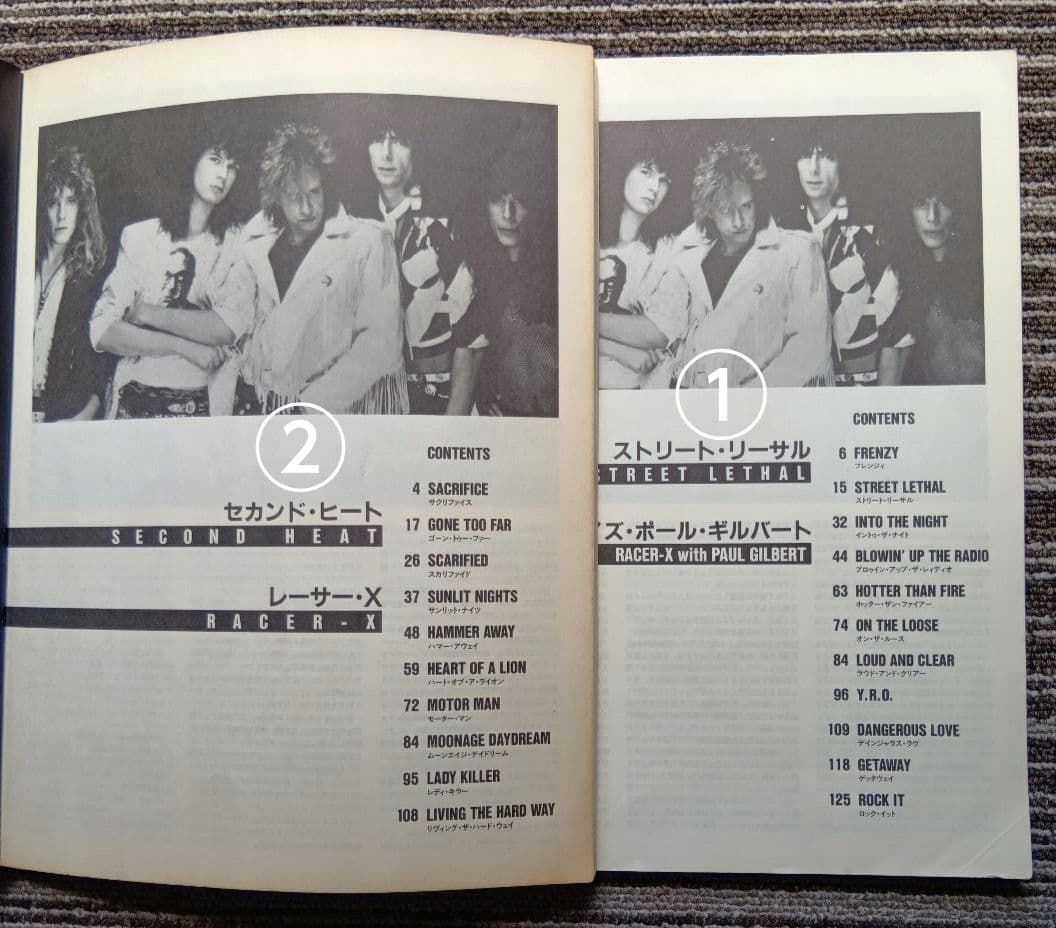 ②
セカンド・ヒート
SECOND HEAT
レーサー・X
RACER-X
CONTENTS
4 SACRIFICE
サクリファイス
17 GONE TOO FAR
ゴーン・トゥー・ファー
26 SCARIFIED
スカリファイド
37 SUNLIT NIGHTS
サンリット・ナイツ
48 HAMMER AWAY
ハマー・アウェイ
59 HEART OF A LION
ハート・オブ・ア・ライオン
72 MOTOR MAN
モーター・マン
84 MOONAGE DAYDREAM
ムーンエイジ・デイドリーム
95 LADY KILLER
レディ・キラー
108 LIVING THE HARD WAY
リヴィング・ザ・ハード・ウェイ
①
ストリート・リーサル
STREET LETHAL
イズ・ポール・ギルバート
RACER-X with PAUL GILBERT
CONTENTS
6 FRENZY
フレンジィ
15 STREET LETHAL
ストリート・リーサル
32 INTO THE NIGHT
イントゥ・ザ・ナイト
44 BLOWIN' UP THE RADIO
ブロゥイン・アップ・ザ・レィディオ
63 HOTTER THAN FIRE
ホッター・ザン・ファイアー
74 ON THE LOOSE
オン・ザ・ルース
84 LOUD AND CLEAR
ラウド・アンド・クリアー
96 Y.R.O.
109 DANGEROUS LOVE
デインジャラス・ラヴ
118 GETAWAY
ゲッタウェイ
125 ROCK IT
ロック・イット